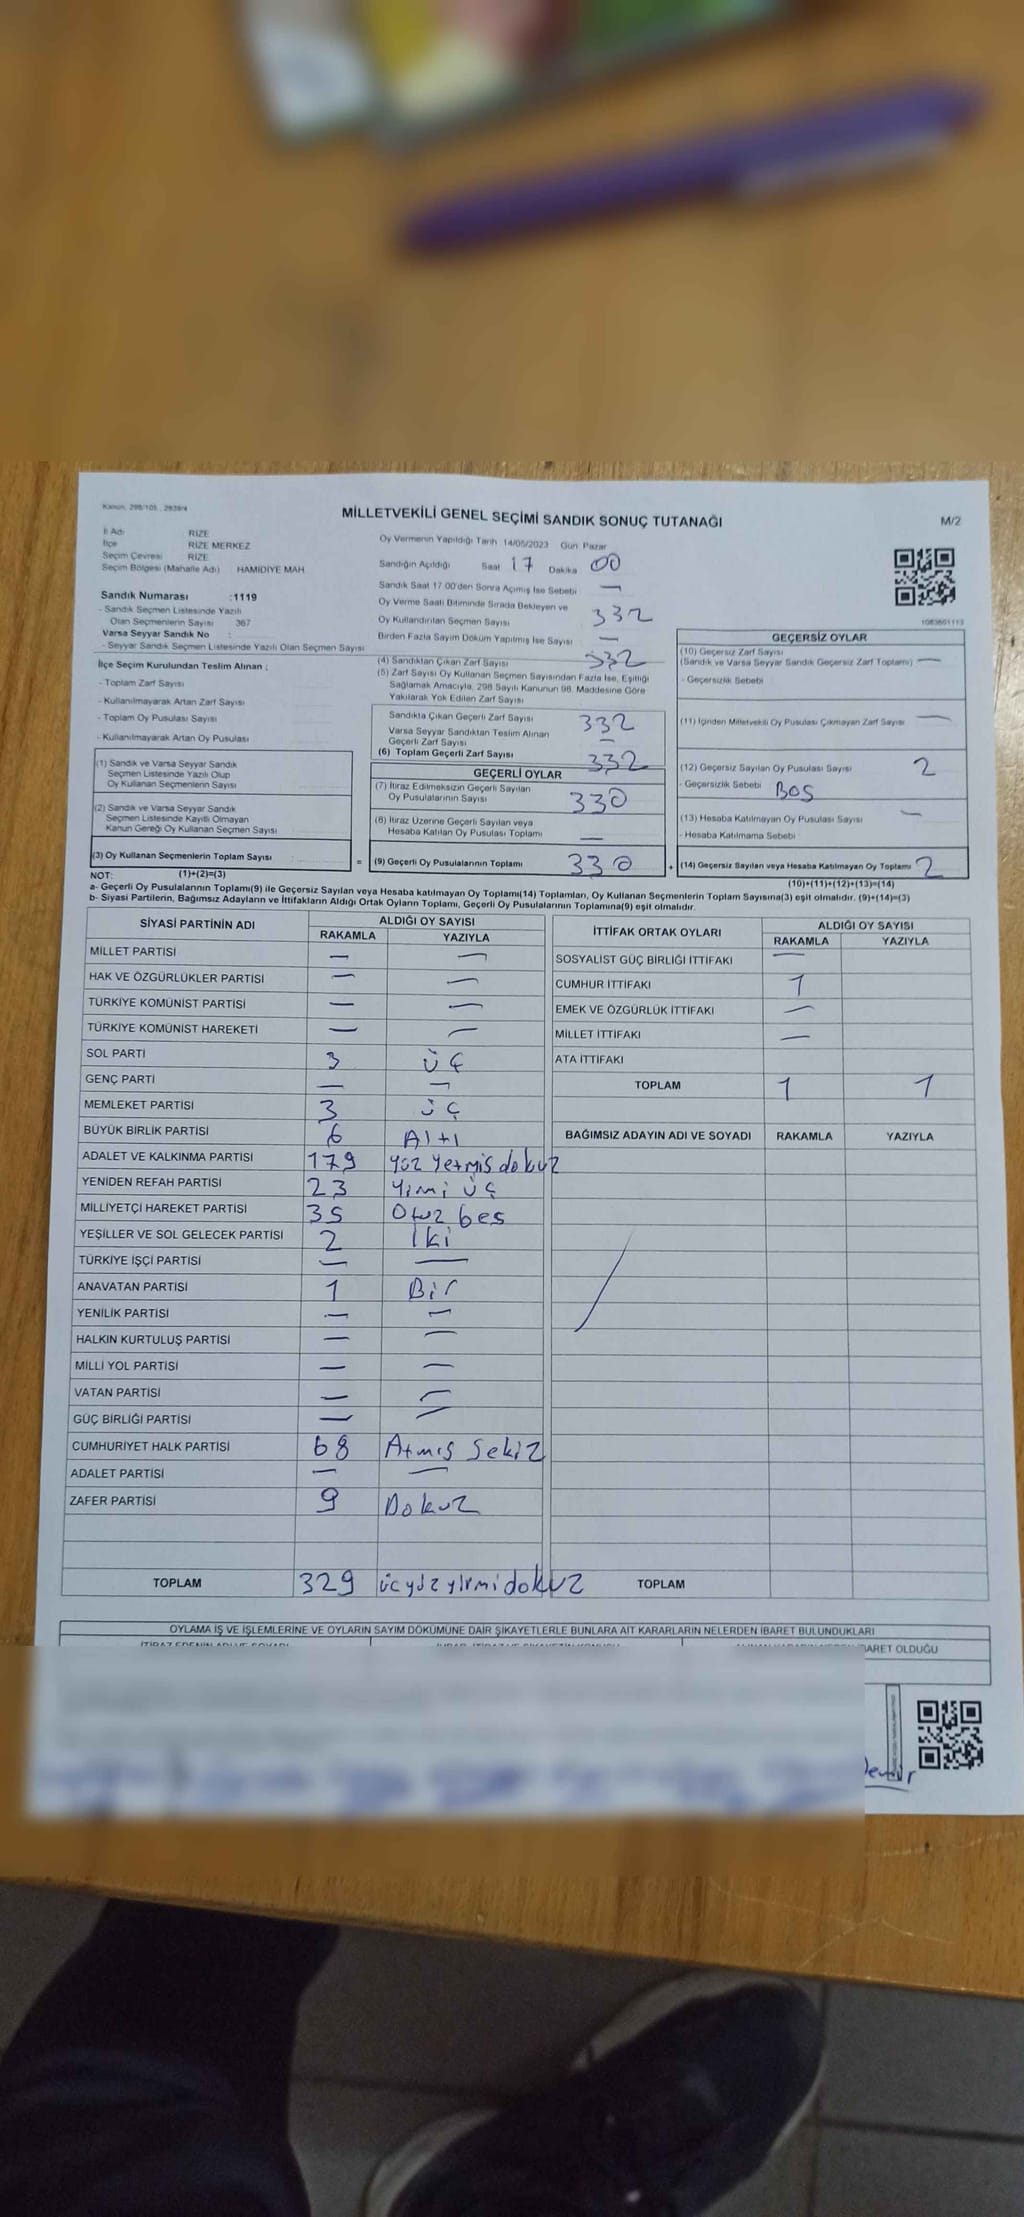 Kanun: 298/105 , 2839/4
MİLLETVEKİLİ GENEL SEÇİMİ SANDIK SONUÇ TUTANAĞI
M/2
İl Adı RİZE
İlçe RİZE MERKEZ
Seçim Çevresi RİZE
Seçim Bölgesi (Mahalle Adı) HAMİDİYE MAH.
Sandık Numarası :1119
- Sandık Seçmen Listesinde Yazılı
Olan Seçmenlerin Sayısı 367
Varsa Seyyar Sandık No :
- Seyyar Sandık Seçmen Listesinde Yazılı Olan Seçmen Sayısı
İlçe Seçim Kurulundan Teslim Alınan :
- Toplam Zarf Sayısı
- Kullanılmayarak Artan Zarf Sayısı
- Toplam Oy Pusulası Sayısı
- Kullanılmayarak Artan Oy Pusulası
(1) Sandık ve Varsa Seyyar Sandık
Seçmen Listesinde Yazılı Olup
Oy Kullanan Seçmenlerin Sayısı
(2) Sandık ve Varsa Seyyar Sandık
Seçmen Listesinde Kayıtlı Olmayan
Kanun Gereği Oy Kullanan Seçmen Sayısı
(3) Oy Kullanan Seçmenlerin Toplam Sayısı
Oy Vermenin Yapıldığı Tarih 14/05/2023 Gün Pazar
Sandığın Açıldığı Saat 17 Dakika 00
Sandık Saat 17.00'den Sonra Açılmış İse Sebebi —
Oy Verme Saati Bitiminde Sırada Bekleyen ve
Oy Kullandırılan Seçmen Sayısı 332
Birden Fazla Sayım Döküm Yapılmış İse Sayısı —
(4) Sandıktan Çıkan Zarf Sayısı 332
(5) Zarf Sayısı Oy Kullanan Seçmen Sayısından Fazla İse, Eşitliği
Sağlamak Amacıyla, 298 Sayılı Kanunun 98. Maddesine Göre
Yakılarak Yok Edilen Zarf Sayısı
Sandıkta Çıkan Geçerli Zarf Sayısı 332
Varsa Seyyar Sandıktan Teslim Alınan
Geçerli Zarf Sayısı —
(6) Toplam Geçerli Zarf Sayısı 332
GEÇERLİ OYLAR
(7) İtiraz Edilmeksizin Geçerli Sayılan
Oy Pusulalarının Sayısı 330
(8) İtiraz Üzerine Geçerli Sayılan veya
Hesaba Katılan Oy Pusulası Toplamı —
= (9) Geçerli Oy Pusulalarının Toplamı 330 +
1083601113
GEÇERSİZ OYLAR
(10) Geçersiz Zarf Sayısı
(Sandık ve Varsa Seyyar Sandık Geçersiz Zarf Toplamı) —
- Geçersizlik Sebebi
(11) İçinden Milletvekili Oy Pusulası Çıkmayan Zarf Sayısı —
(12) Geçersiz Sayılan Oy Pusulası Sayısı 2
- Geçersizlik Sebebi BOS
(13) Hesaba Katılmayan Oy Pusulası Sayısı —
- Hesaba Katılmama Sebebi
(14) Geçersiz Sayılan veya Hesaba Katılmayan Oy Toplamı 2
NOT: (1)+(2)=(3) (10)+(11)+(12)+(13)=(14)
a- Geçerli Oy Pusulalarının Toplamı(9) ile Geçersiz Sayılan veya Hesaba katılmayan Oy Toplamı(14) Toplamları, Oy Kullanan Seçmenlerin Toplam Sayısına(3) eşit olmalıdır. (9)+(14)=(3)
b- Siyasi Partilerin, Bağımsız Adayların ve İttifakların Aldığı Ortak Oyların Toplamı, Geçerli Oy Pusulalarının Toplamına(9) eşit olmalıdır.
SİYASİ PARTİNİN ADI ALDIĞI OY SAYISI
RAKAMLA YAZIYLA
MİLLET PARTİSİ — —
HAK VE ÖZGÜRLÜKLER PARTİSİ — —
TÜRKİYE KOMÜNİST PARTİSİ — —
TÜRKİYE KOMÜNİST HAREKETİ — —
SOL PARTİ 3 ÜÇ
GENÇ PARTİ — —
MEMLEKET PARTİSİ 3 ÜÇ
BÜYÜK BİRLİK PARTİSİ 6 Altı
ADALET VE KALKINMA PARTİSİ 179 yüz yetmiş dokuz
YENİDEN REFAH PARTİSİ 23 Yirmi üç
MİLLİYETÇİ HAREKET PARTİSİ 35 Otuz beş
YEŞİLLER VE SOL GELECEK PARTİSİ 2 İki
TÜRKİYE İŞÇİ PARTİSİ — —
ANAVATAN PARTİSİ 1 Bir
YENİLİK PARTİSİ — —
HALKIN KURTULUŞ PARTİSİ — —
MİLLİ YOL PARTİSİ — —
VATAN PARTİSİ — —
GÜÇ BİRLİĞİ PARTİSİ — —
CUMHURİYET HALK PARTİSİ 68 Atmış Sekiz
ADALET PARTİSİ — —
ZAFER PARTİSİ 9 Dokuz
TOPLAM 329 üçyüzyirmidokuz
İTTİFAK ORTAK OYLARI ALDIĞI OY SAYISI
RAKAMLA YAZIYLA
SOSYALİST GÜÇ BİRLİĞİ İTTİFAKI —
CUMHUR İTTİFAKI 1
EMEK VE ÖZGÜRLÜK İTTİFAKI —
MİLLET İTTİFAKI —
ATA İTTİFAKI
TOPLAM 1 1
BAĞIMSIZ ADAYIN ADI VE SOYADI RAKAMLA YAZIYLA
TOPLAM
OYLAMA İŞ VE İŞLEMLERİNE VE OYLARIN SAYIM DÖKÜMÜNE DAİR ŞİKAYETLERLE BUNLARA AİT KARARLARIN NELERDEN İBARET BULUNDUKLARI
İBARET OLDUĞU